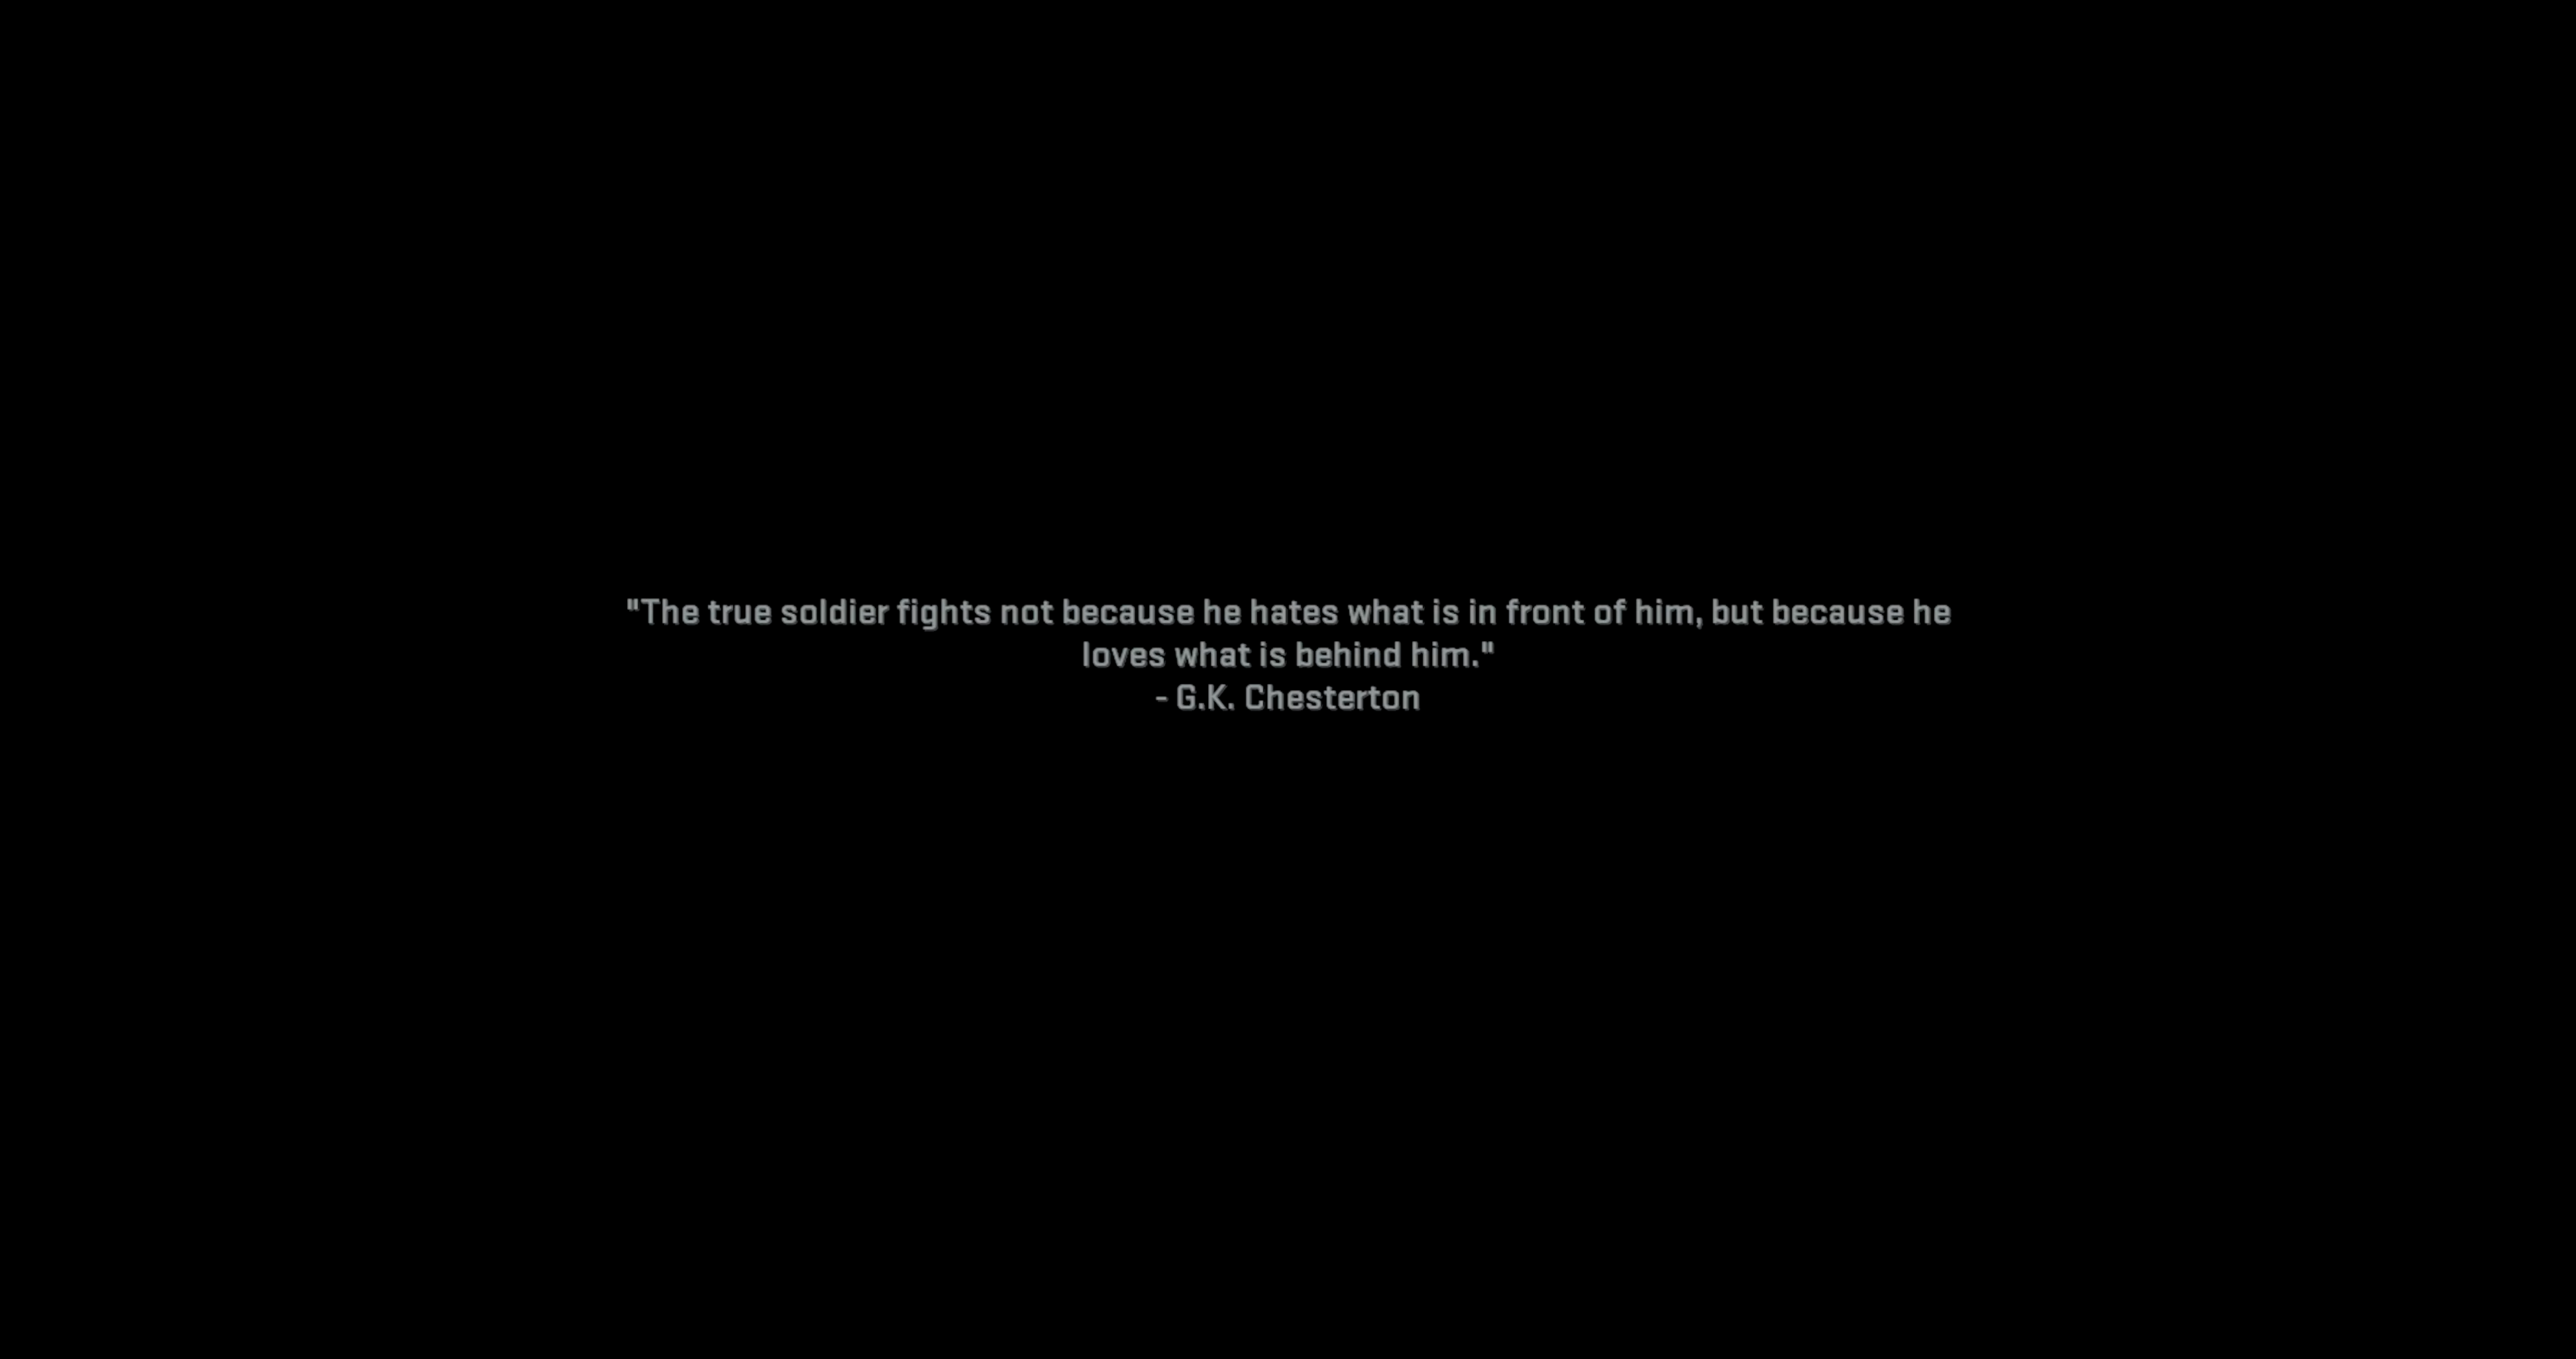 "The true soldier fights not because he hates what is in front of him, but because he
loves what is behind him."
- G.K. Chesterton